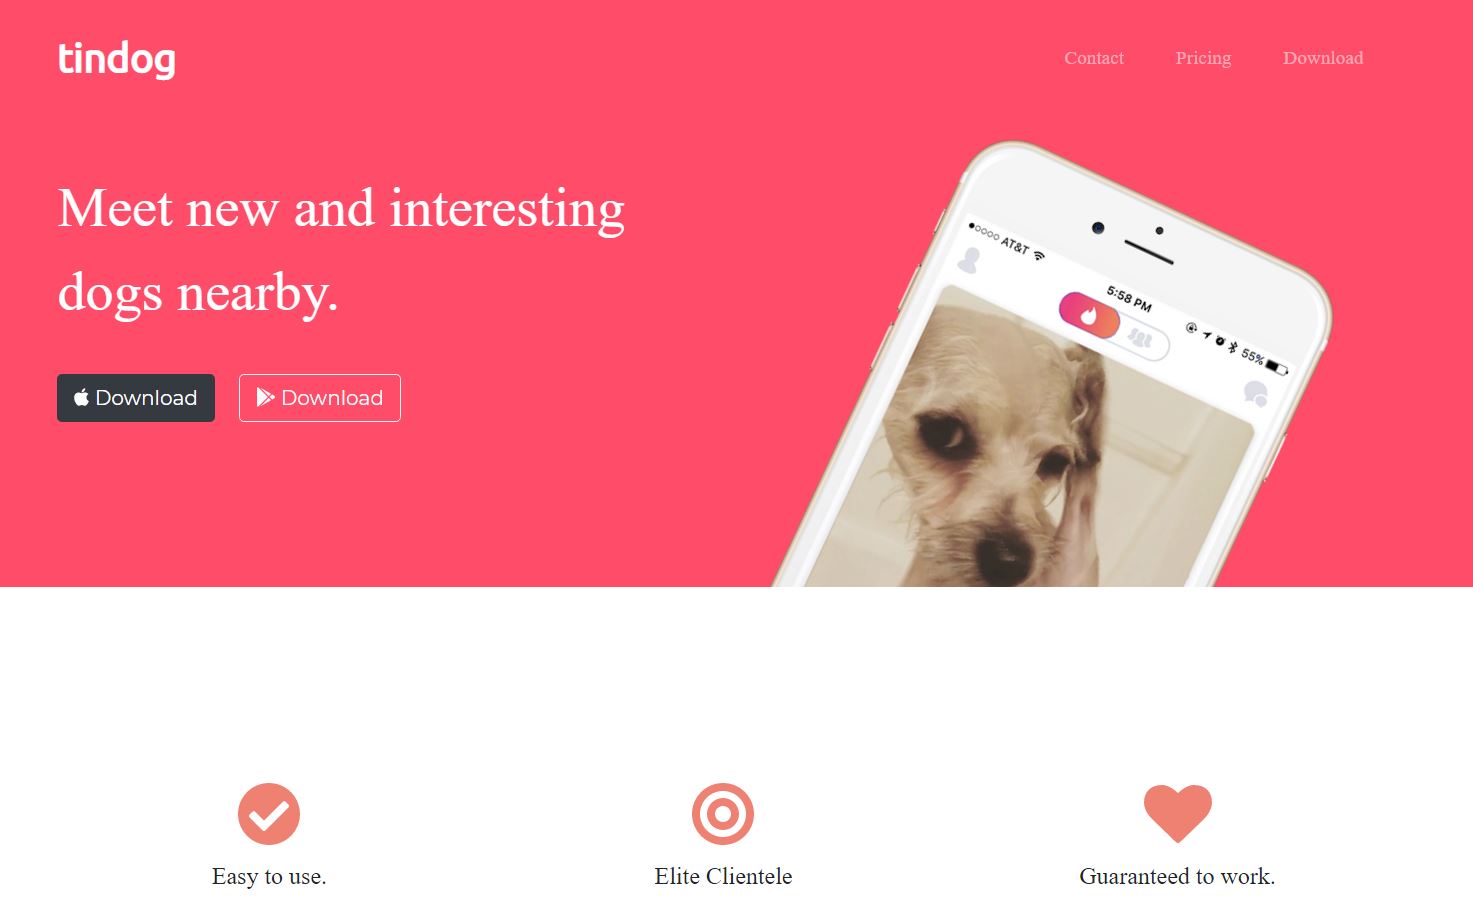 tindog
Contact Pricing Download
Meet new and interesting
dogs nearby.
Download Download
AT&T
5:58 PM
55%
Easy to use. Elite Clientele Guaranteed to work.